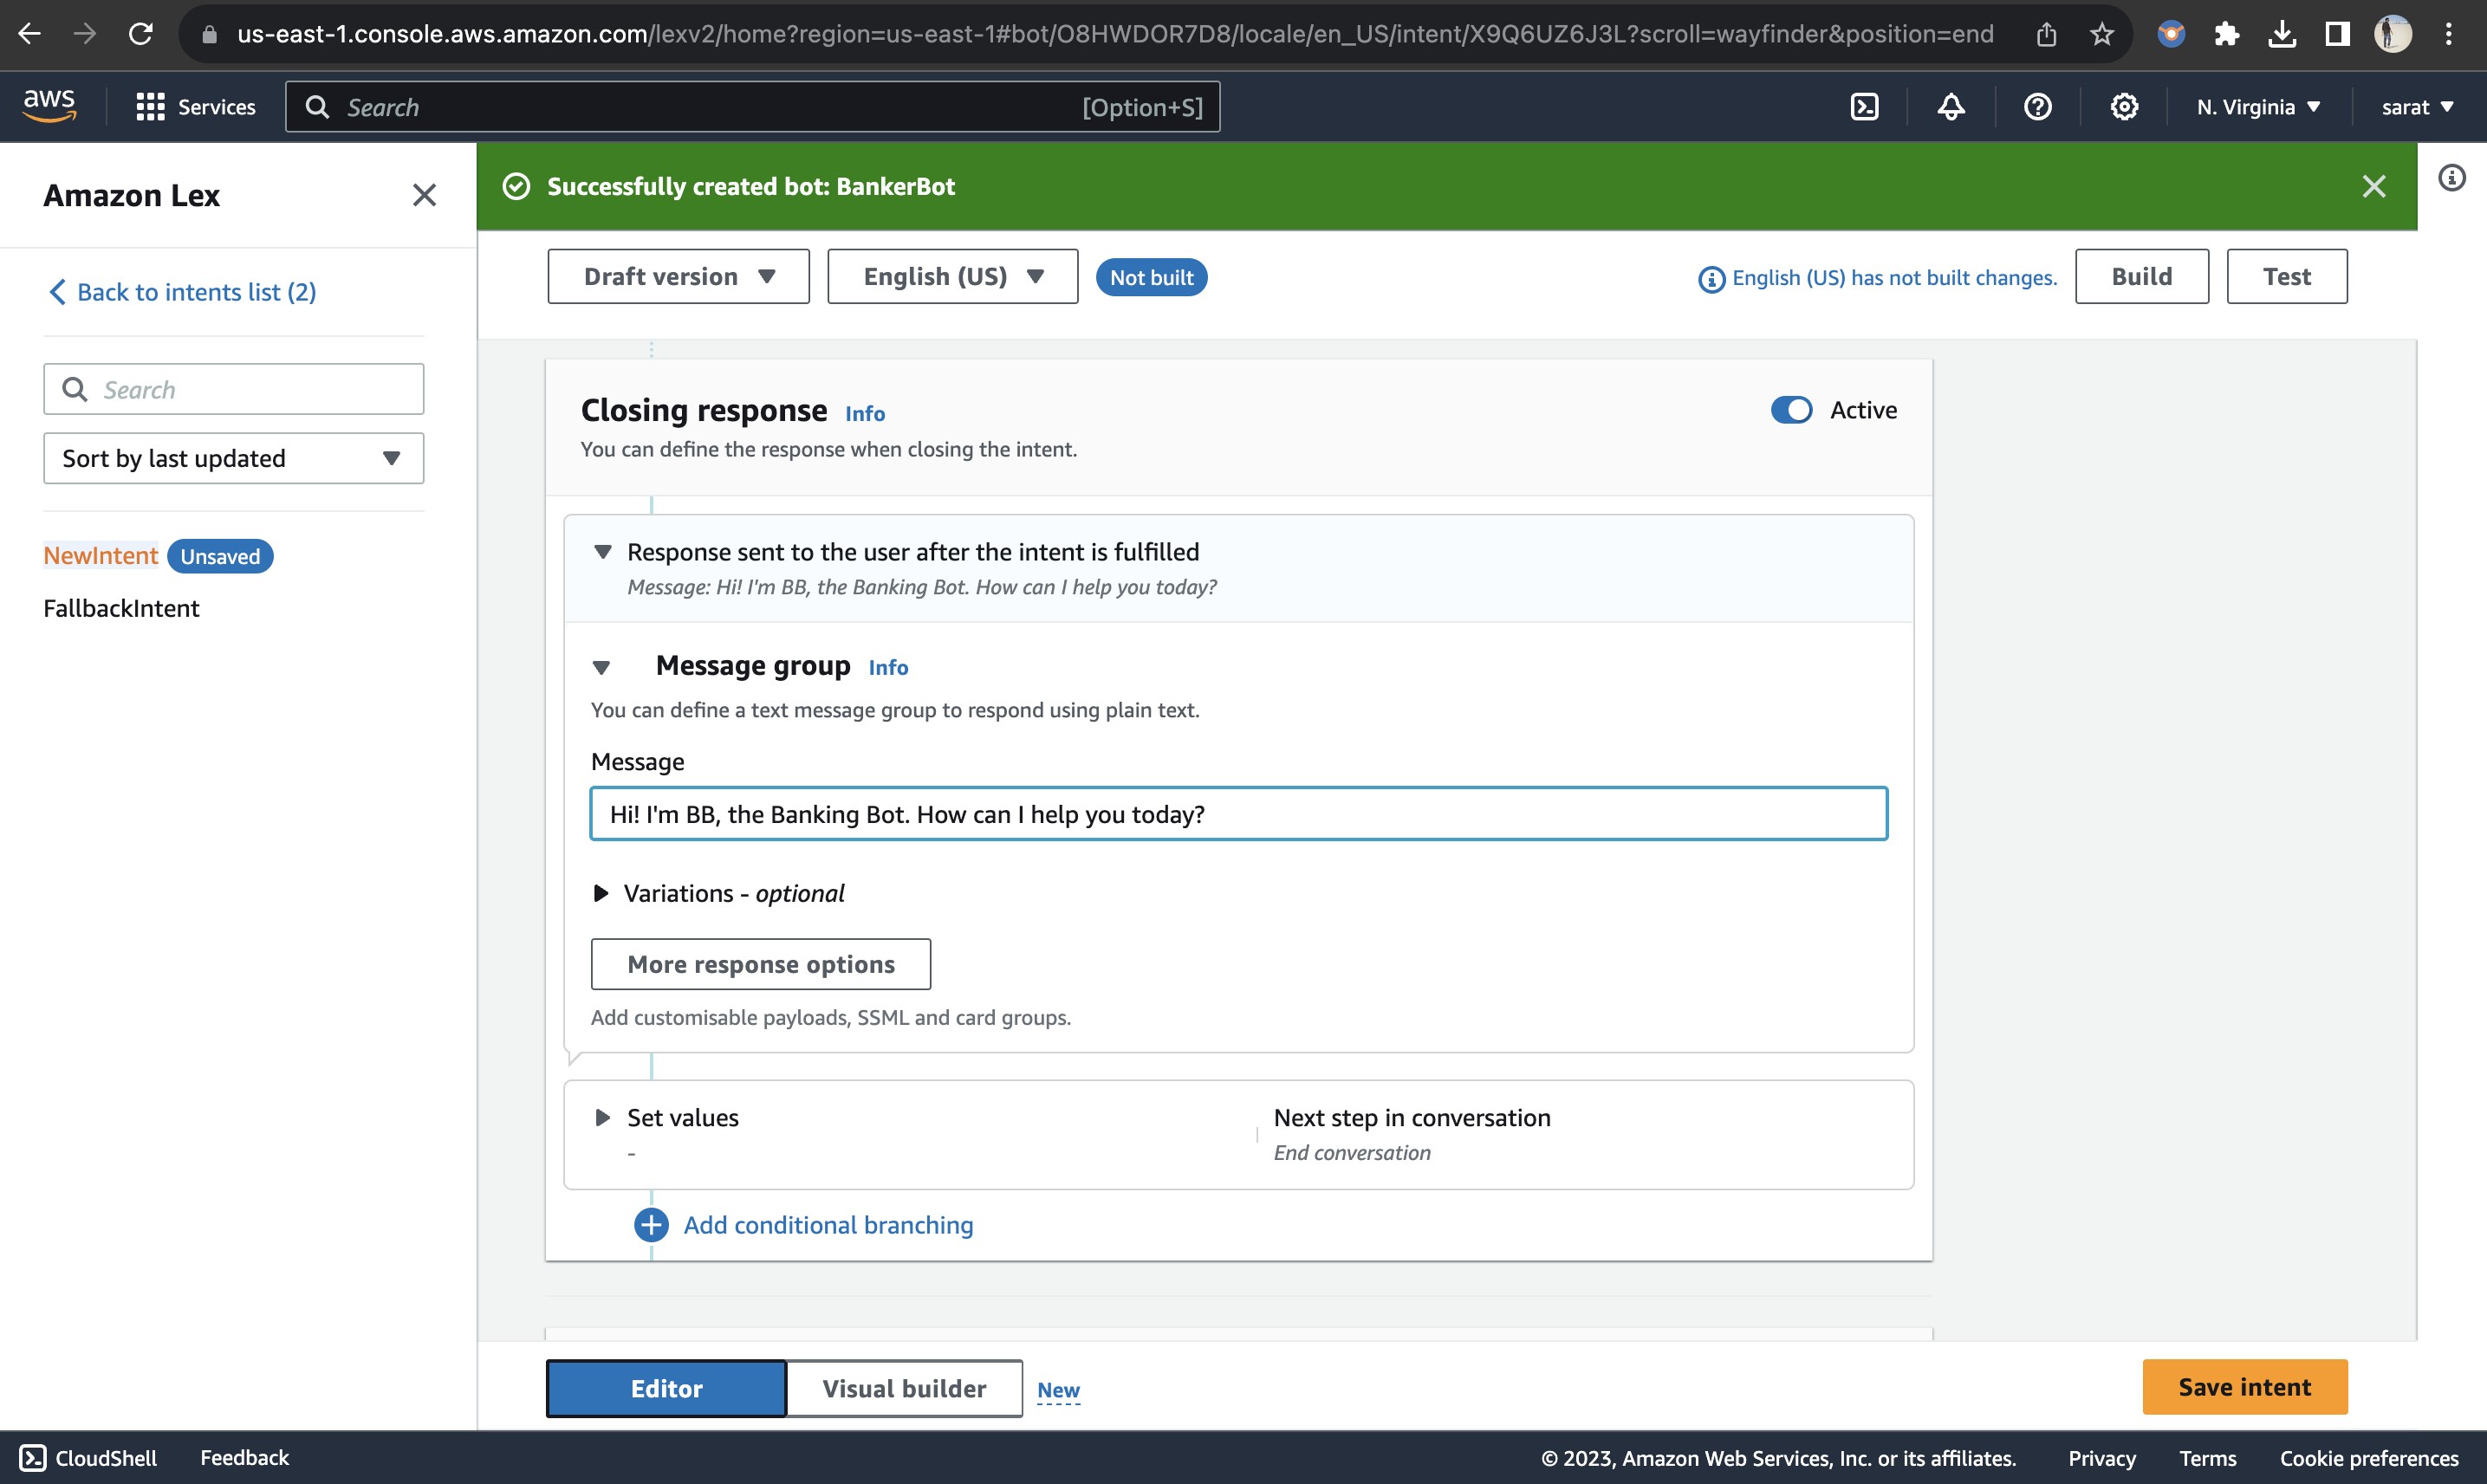 us-east-1.console.aws.amazon.com/lexv2/home?region=us-east-1#bot/O8HWDOR7D8/locale/en_US/intent/X9Q6UZ6J3L?scroll=wayfinder&position=end
aws
Services
Search
[Option+S]
N. Virginia
sarat
Amazon Lex
Successfully created bot: BankerBot
Back to intents list (2)
Draft version
English (US)
Not built
English (US) has not built changes.
Build
Test
Search
Sort by last updated
NewIntent
Unsaved
FallbackIntent
Closing response
Info
Active
You can define the response when closing the intent.
Response sent to the user after the intent is fulfilled
Message: Hi! I'm BB, the Banking Bot. How can I help you today?
Message group
Info
You can define a text message group to respond using plain text.
Message
Hi! I'm BB, the Banking Bot. How can I help you today?
Variations - optional
More response options
Add customisable payloads, SSML and card groups.
Set values
-
Next step in conversation
End conversation
Add conditional branching
Editor
Visual builder
New
Save intent
CloudShell
Feedback
© 2023, Amazon Web Services, Inc. or its affiliates.
Privacy
Terms
Cookie preferences